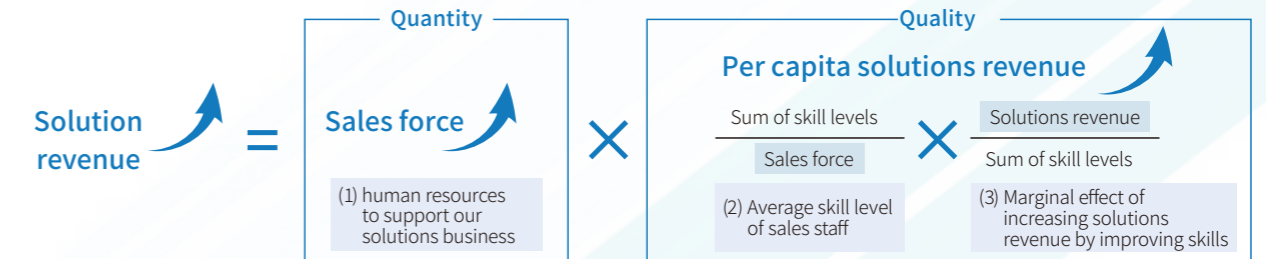 Quantity
Quality
Solution
revenue
=
Sales force
×
Per capita solutions revenue
Sum of skill levels
Sales force
×
Solutions revenue
Sum of skill levels
(1) human resources
to support our
solutions business
(2) Average skill level
of sales staff
(3) Marginal effect of
increasing solutions
revenue by improving skills